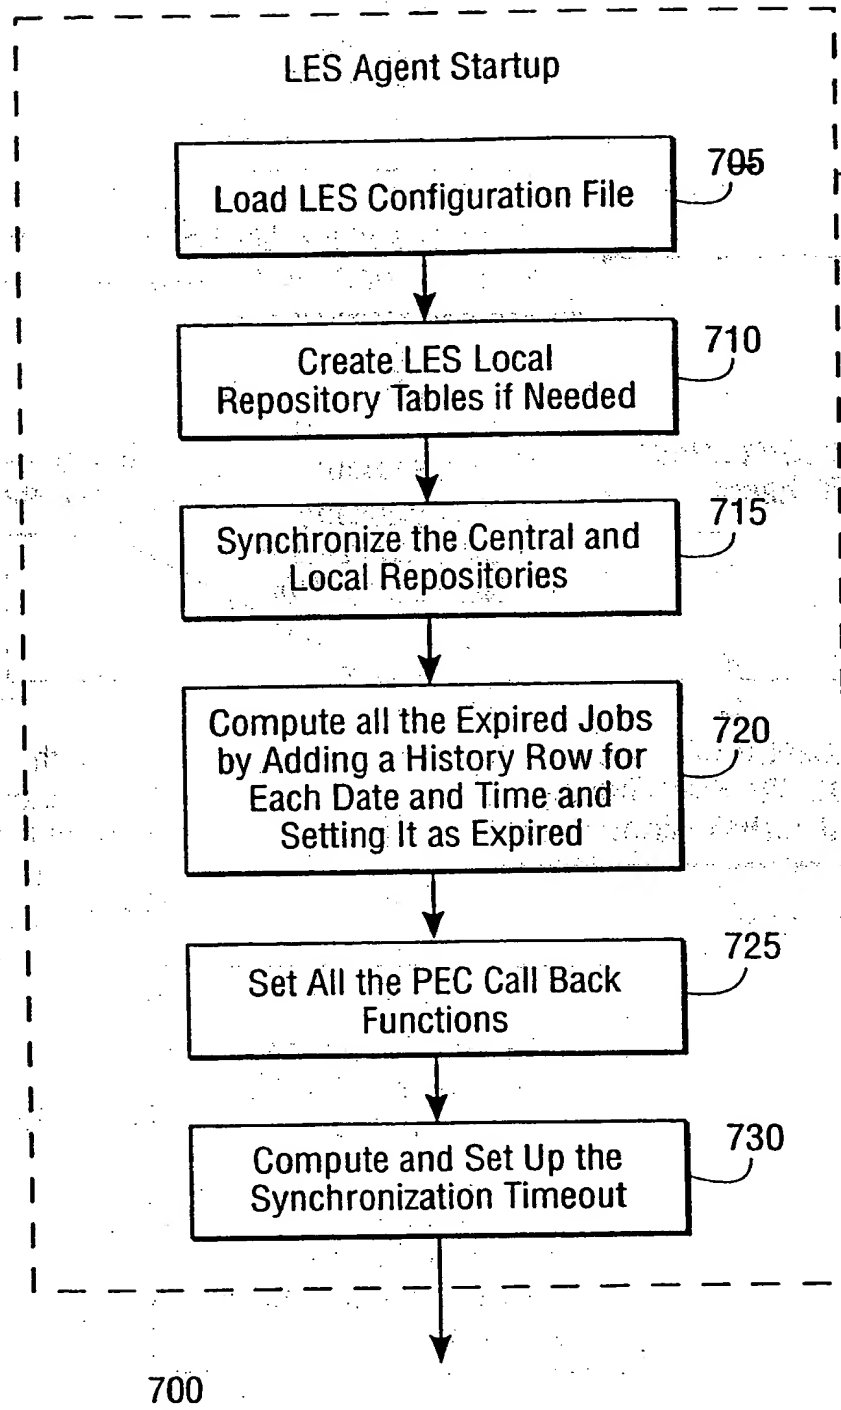 LES Agent Startup
Load LES Configuration File
705
Create LES Local
Repository Tables if Needed
710
Synchronize the Central and
Local Repositories
715
Compute all the Expired Jobs
by Adding a History Row for
Each Date and Time and
Setting It as Expired
720
Set All the PEC Call Back
Functions
725
Compute and Set Up the
Synchronization Timeout
730
700